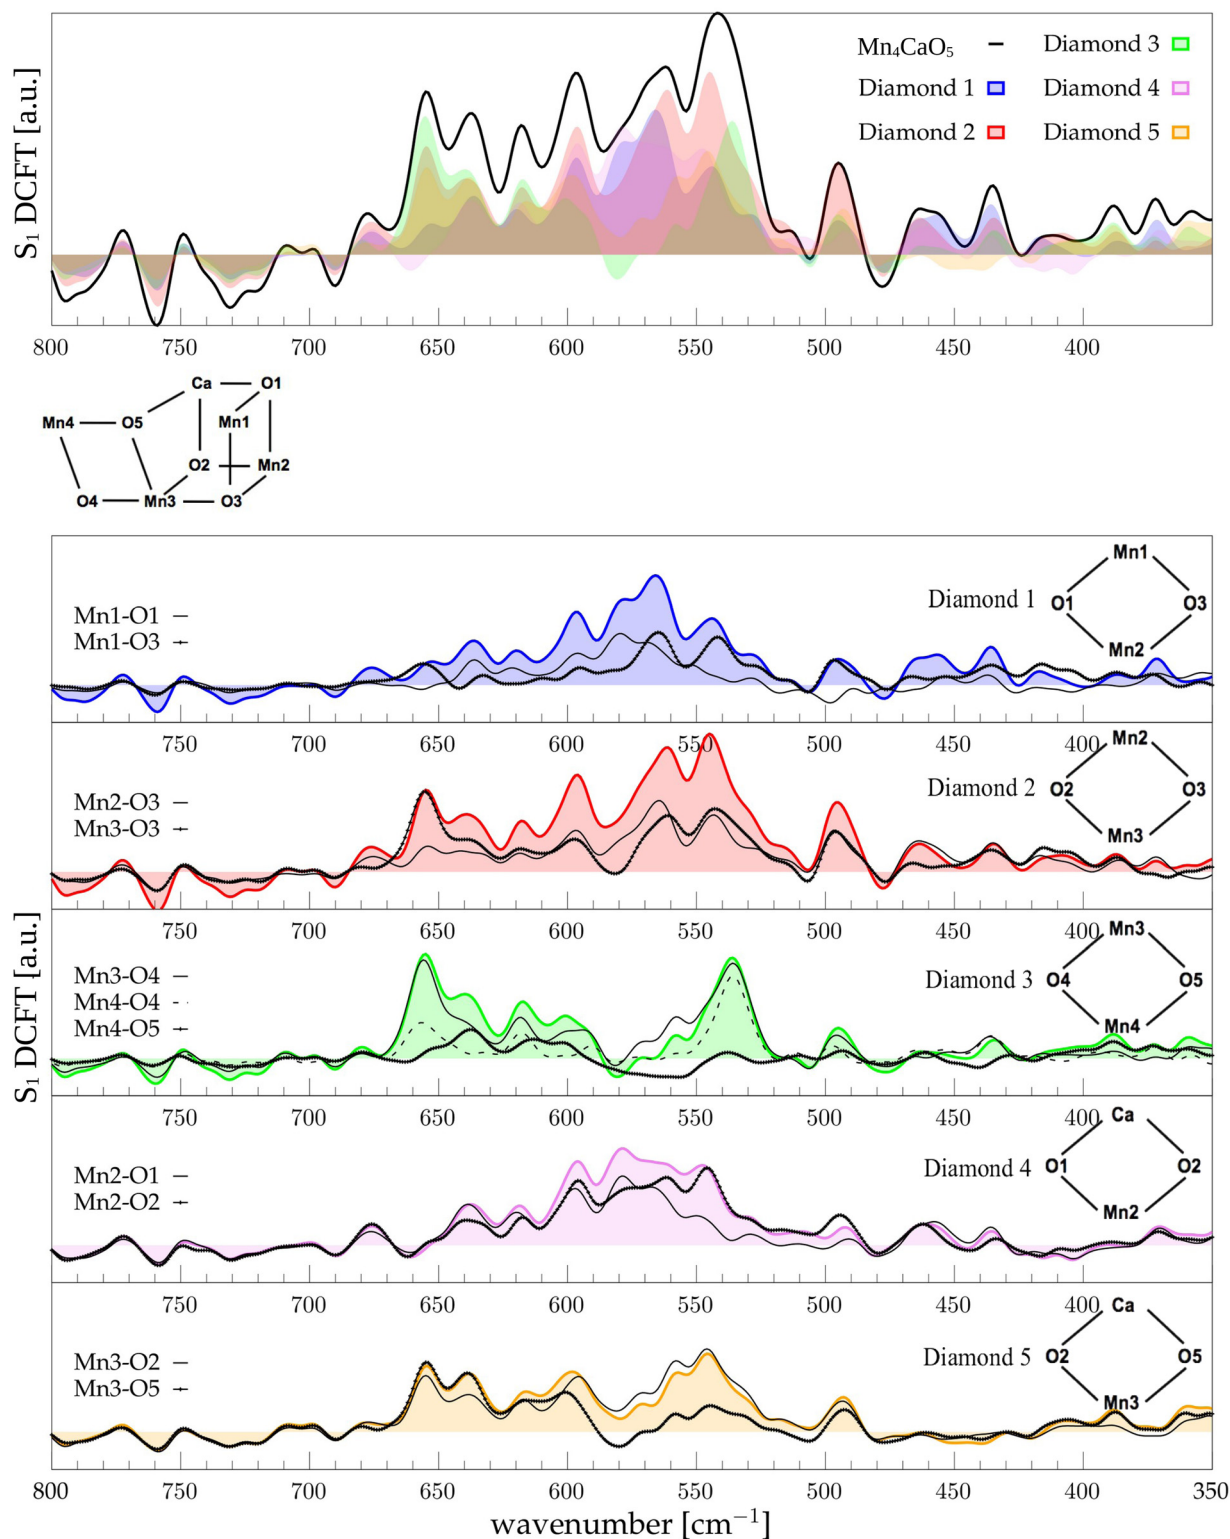 S₁ DCFT [a.u.]
Mn₄CaO₅ Diamond 3
Diamond 1 Diamond 4
Diamond 2 Diamond 5
800 750 700 650 600 550 500 450 400 350
Ca O1
Mn4 O5 Mn1
O2 Mn2
O4 Mn3 O3
S₁ DCFT [a.u.]
Mn1
Mn1-O1 Diamond 1 O1 O3
Mn1-O3
Mn2
750 700 650 600 550 500 450 400
Mn2
Mn2-O3 Diamond 2 O2 O3
Mn3-O3
Mn3
750 700 650 600 550 500 450 400
Mn3
Mn3-O4 Diamond 3 O4 O5
Mn4-O4
Mn4-O5
Mn4
750 700 650 600 550 500 450 400
Ca
Mn2-O1 Diamond 4 O1 O2
Mn2-O2
Mn2
750 700 650 600 550 500 450 400
Ca
Mn3-O2 Diamond 5 O2 O5
Mn3-O5
Mn3
800 750 700 650 600 550 500 450 400 350
wavenumber [cm⁻¹]